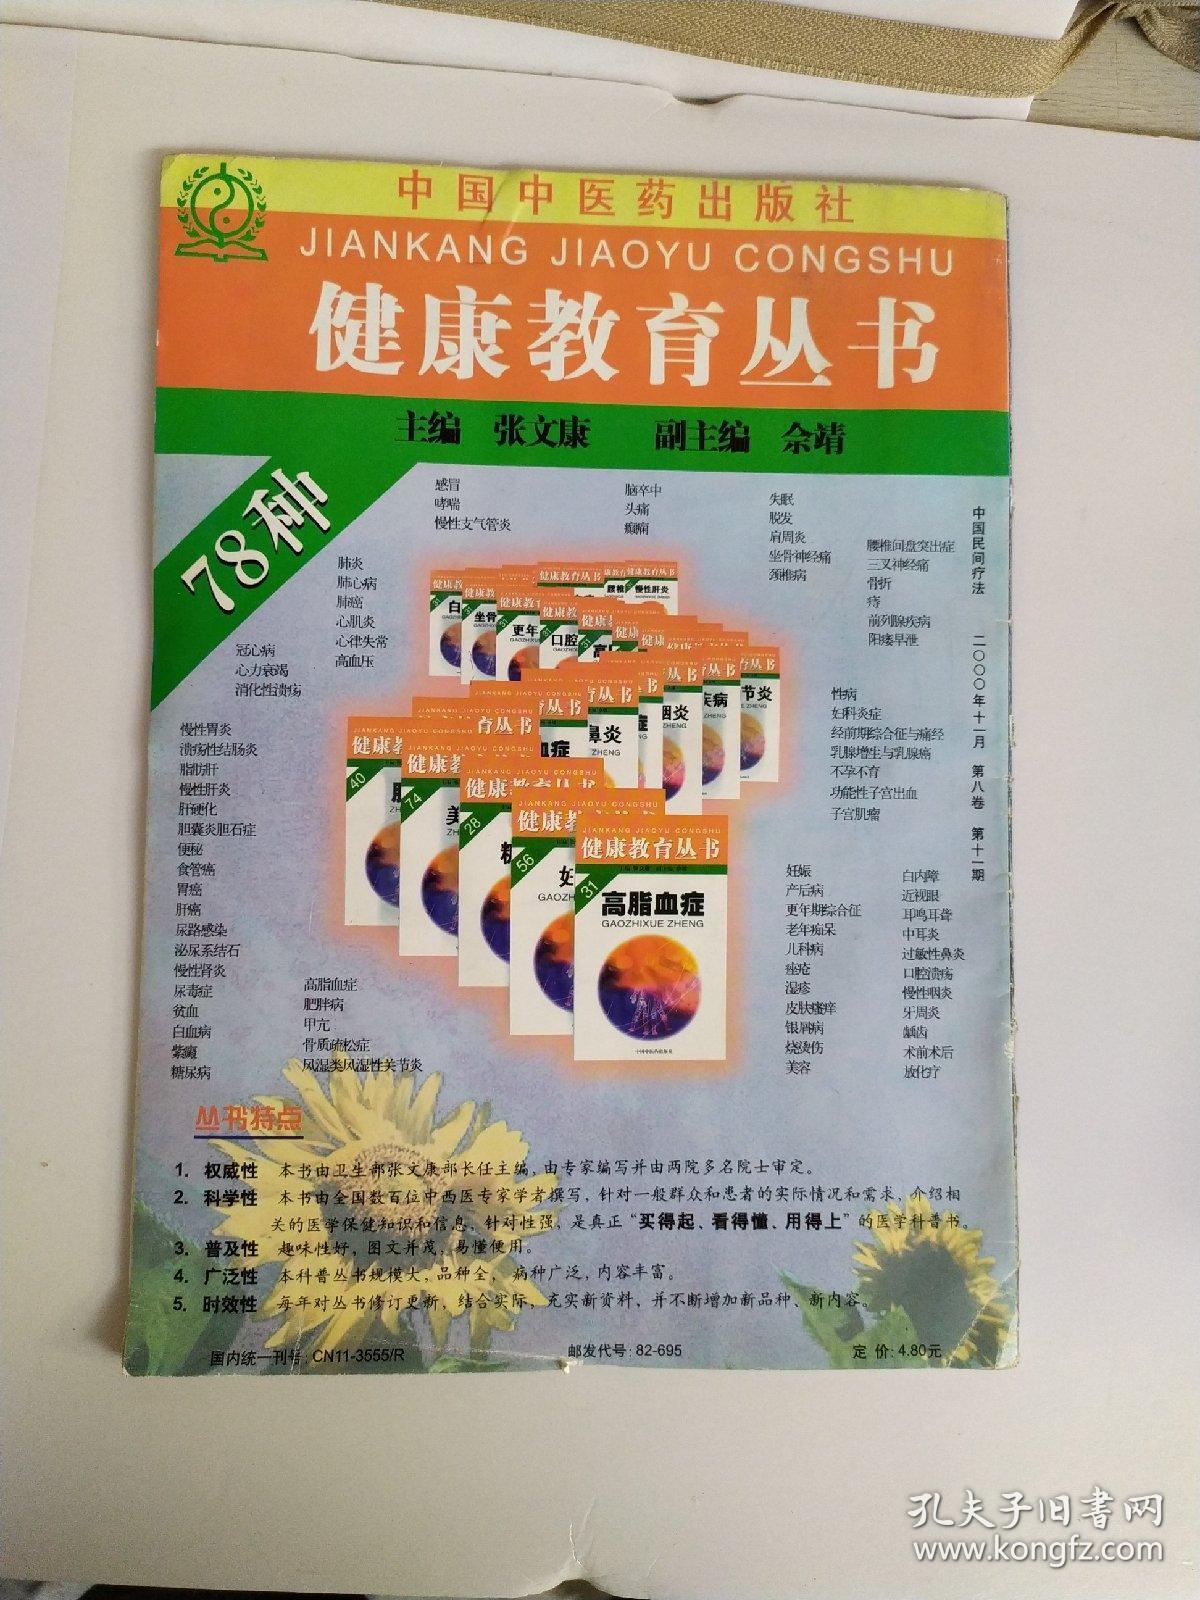 中国中医药出版社
JIANKANG JIAOYU CONGSHU
健康教育丛书
主编 张文康 副主编 佘靖
78种
感冒
哮喘
慢性支气管炎
脑卒中
头痛
癫痫
失眠
脱发
肩周炎
坐骨神经痛
颈椎病
腰椎间盘突出症
三叉神经痛
骨折
痔
前列腺疾病
阳痿早泄
肺炎
肺心病
肺癌
心肌炎
心律失常
高血压
冠心病
心力衰竭
消化性溃疡
慢性胃炎
溃疡性结肠炎
脂肪肝
慢性肝炎
肝硬化
胆囊炎胆石症
便秘
食管癌
胃癌
肝癌
尿路感染
泌尿系结石
慢性肾炎
尿毒症
贫血
白血病
紫癜
糖尿病
高脂血症
肥胖病
甲亢
骨质疏松症
风湿类风湿性关节炎
性病
妇科炎症
经前期综合征与痛经
乳腺增生与乳腺癌
不孕不育
功能性子宫出血
子宫肌瘤
妊娠
产后病
更年期综合征
老年痴呆
儿科病
痤疮
湿疹
皮肤瘙痒
银屑病
烧烫伤
美容
白内障
近视眼
耳鸣耳聋
中耳炎
过敏性鼻炎
口腔溃疡
慢性咽炎
牙周炎
龋齿
术前术后
放化疗
中国民间疗法 二〇〇〇年十一月 第八卷 第十一期
40
74
28
56
31
JIANKANG JIAOYU CONGSHU
健康教育丛书
高脂血症
GAOZHIXUE ZHENG
中国中医药出版社
丛书特点
1. 权威性 本书由卫生部张文康部长任主编，由专家编写并由两院多名院士审定。
2. 科学性 本书由全国数百位中西医专家学者撰写，针对一般群众和患者的实际情况和需求，介绍相
关的医学保健知识和信息，针对性强，是真正“买得起、看得懂、用得上”的医学科普书。
3. 普及性 趣味性好，图文并茂，易懂便用。
4. 广泛性 本科普丛书规模大，品种全，病种广泛，内容丰富。
5. 时效性 每年对丛书修订更新，结合实际，充实新资料，并不断增加新品种、新内容。
国内统一刊号：CN11-3555/R 邮发代号：82-695 定 价：4.80元
孔夫子旧书网
www.kongfz.com